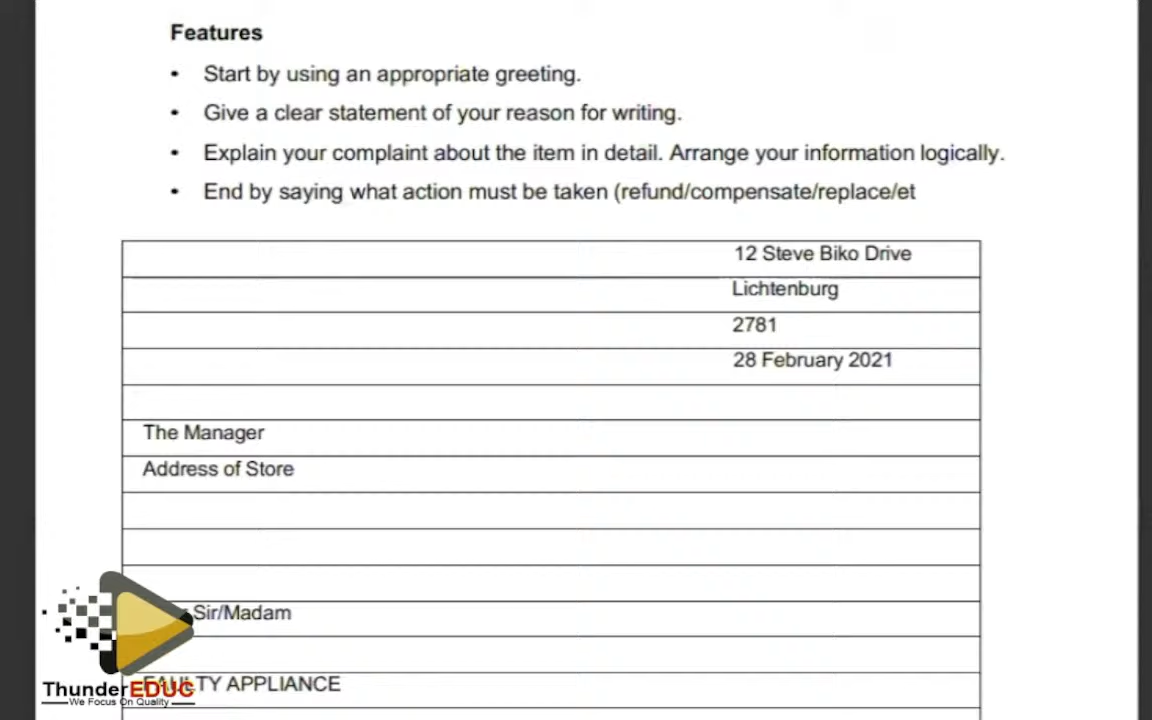 Features
• Start by using an appropriate greeting.
• Give a clear statement of your reason for writing.
• Explain your complaint about the item in detail. Arrange your information logically.
• End by saying what action must be taken (refund/compensate/replace/et
12 Steve Biko Drive
Lichtenburg
2781
28 February 2021
The Manager
Address of Store
Sir/Madam
FAULTY APPLIANCE
ThunderEDUC
We Focus On Quality